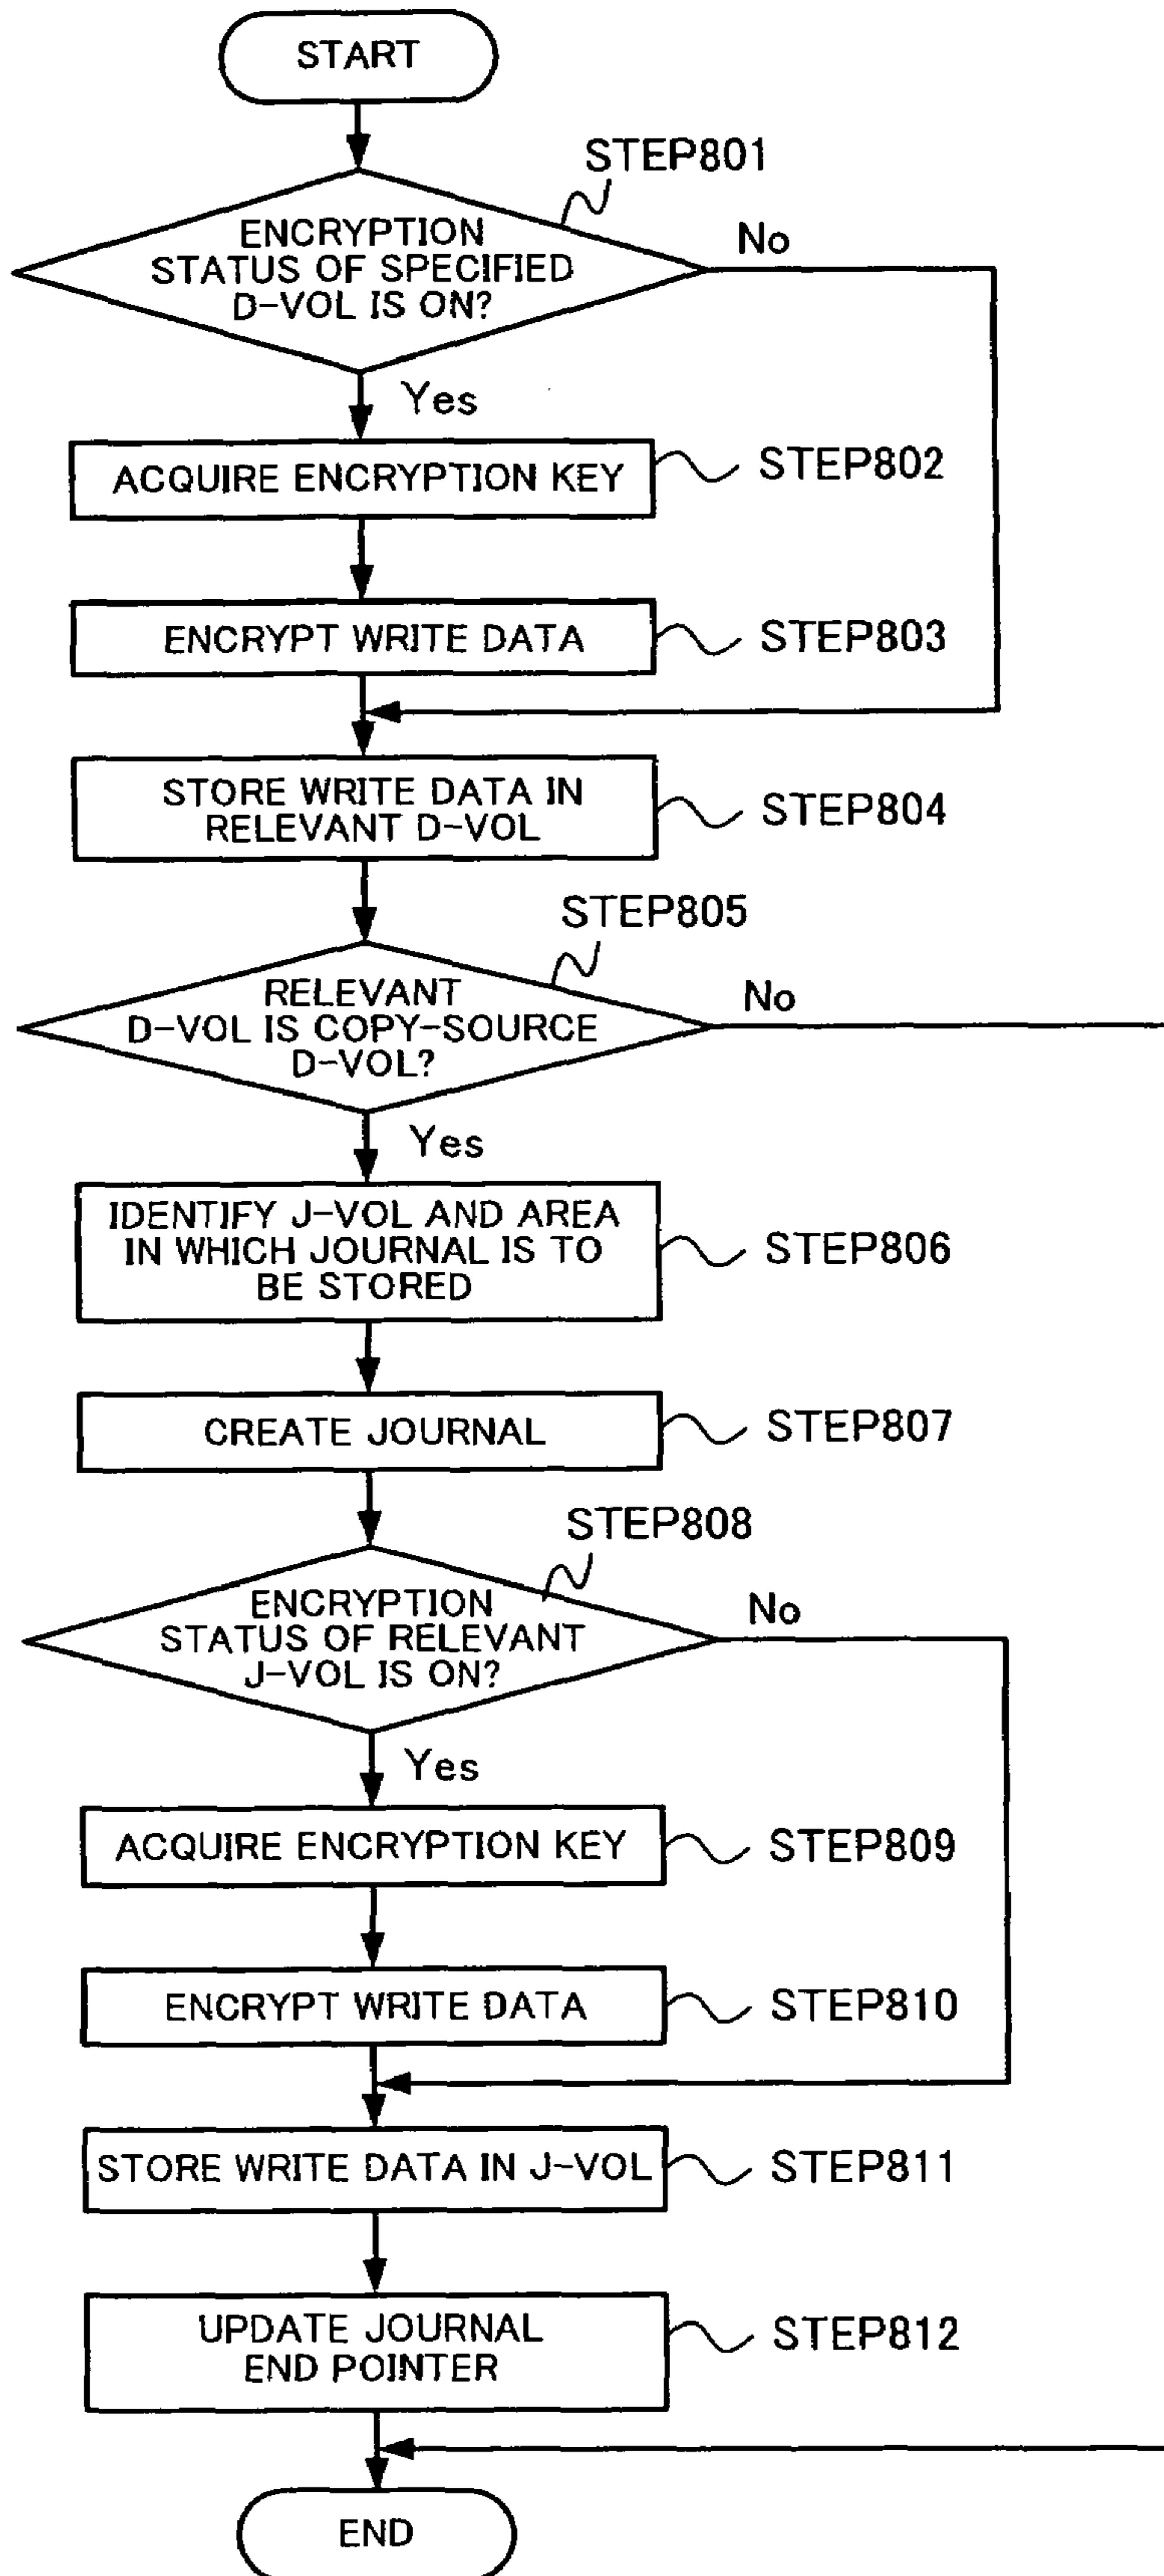 START
STEP801
ENCRYPTION
STATUS OF SPECIFIED
D-VOL IS ON?
No
Yes
ACQUIRE ENCRYPTION KEY
STEP802
ENCRYPT WRITE DATA
STEP803
STORE WRITE DATA IN
RELEVANT D-VOL
STEP804
STEP805
RELEVANT
D-VOL IS COPY-SOURCE
D-VOL?
No
Yes
IDENTIFY J-VOL AND AREA
IN WHICH JOURNAL IS TO
BE STORED
STEP806
CREATE JOURNAL
STEP807
STEP808
ENCRYPTION
STATUS OF RELEVANT
J-VOL IS ON?
No
Yes
ACQUIRE ENCRYPTION KEY
STEP809
ENCRYPT WRITE DATA
STEP810
STORE WRITE DATA IN J-VOL
STEP811
UPDATE JOURNAL
END POINTER
STEP812
END